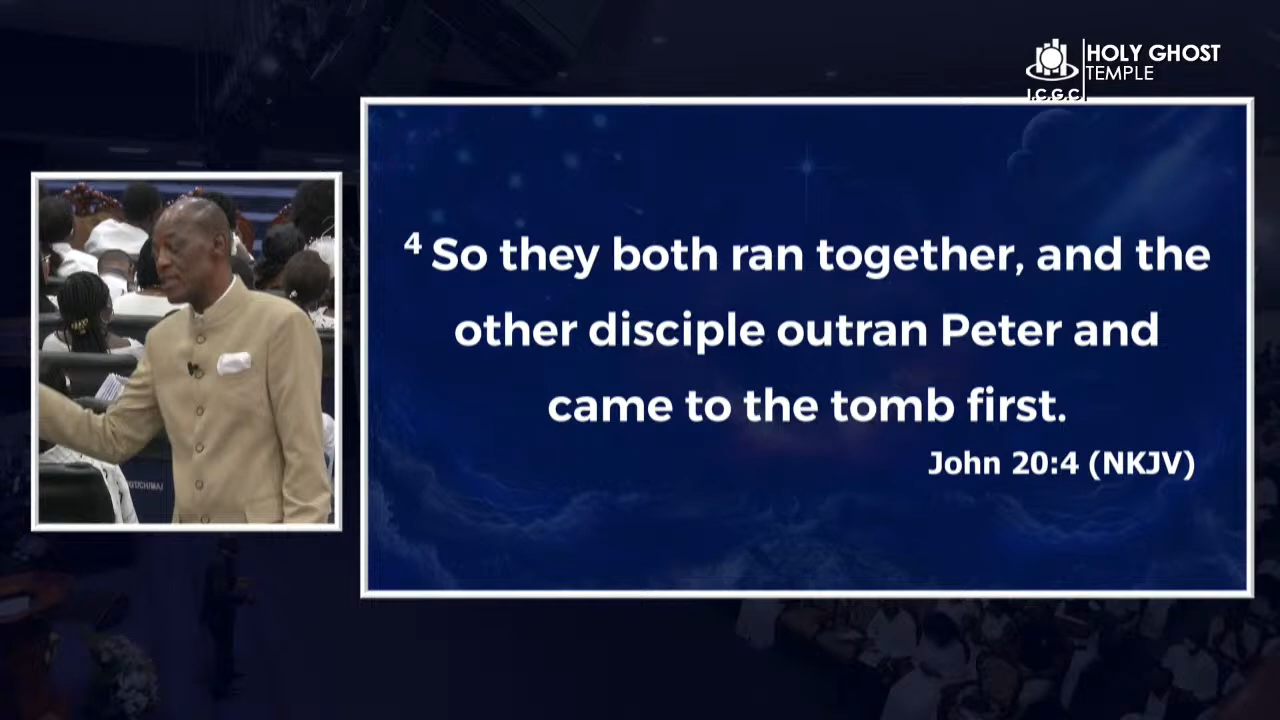 HOLY GHOST
TEMPLE
I.C.G.C
4 So they both ran together, and the
other disciple outran Peter and
came to the tomb first.
John 20:4 (NKJV)